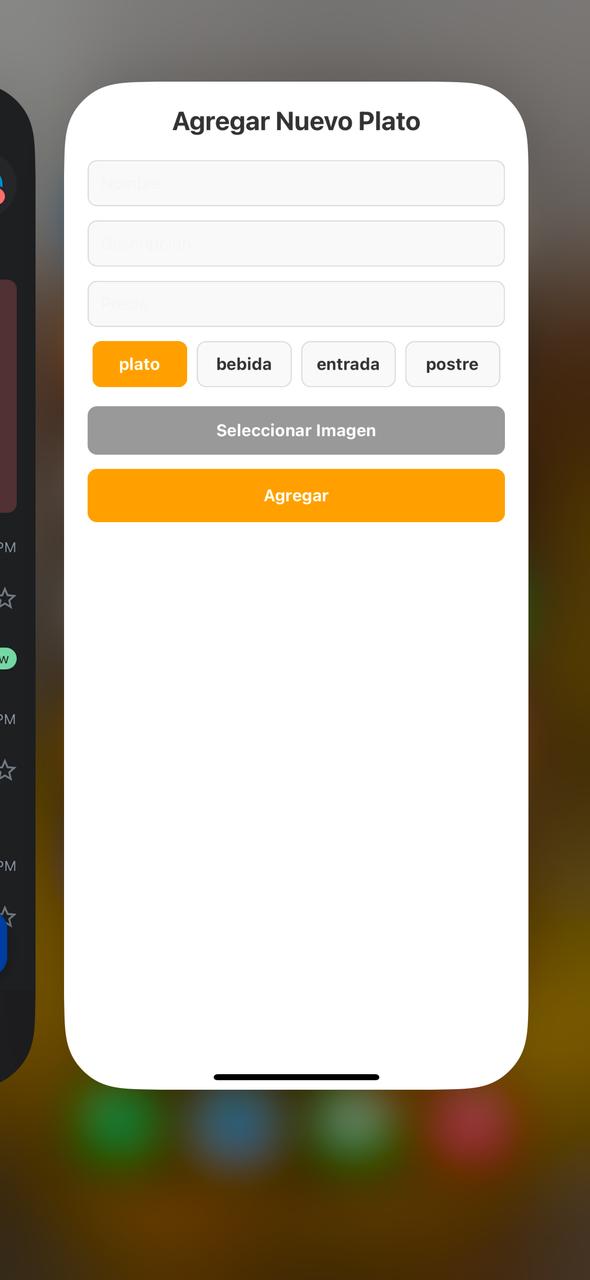 Agregar Nuevo Plato
Nombre
Descripción
Precio
plato
bebida
entrada
postre
Seleccionar Imagen
Agregar
PM
w
PM
PM